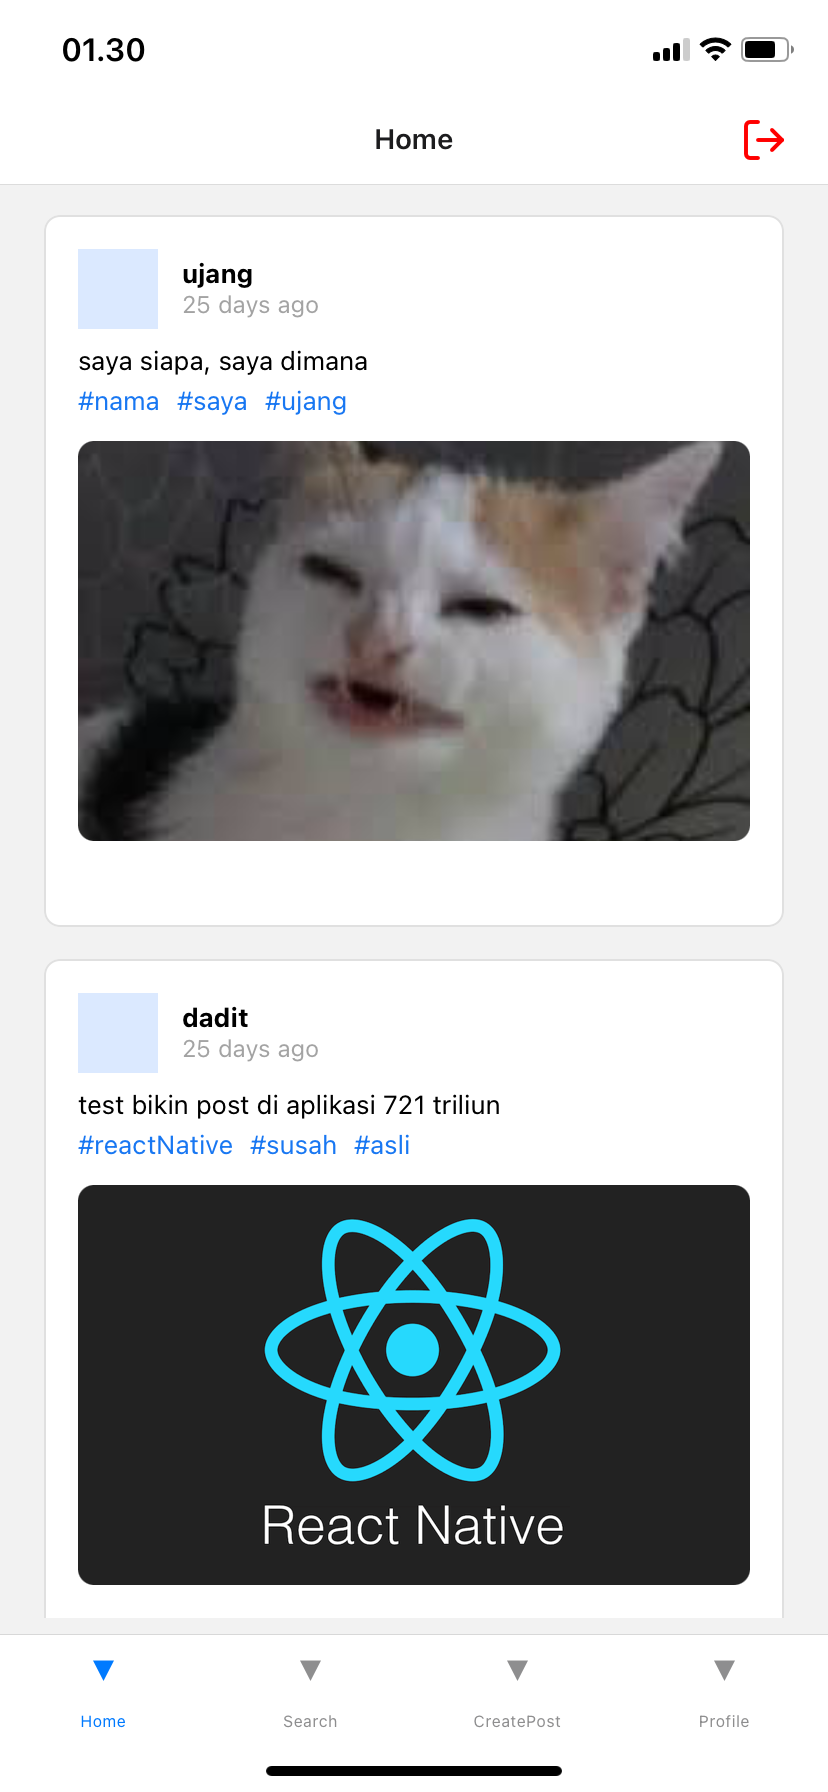 01.30
Home
ujang
25 days ago
saya siapa, saya dimana
#nama #saya #ujang
dadit
25 days ago
test bikin post di aplikasi 721 triliun
#reactNative #susah #asli
React Native
Home Search CreatePost Profile